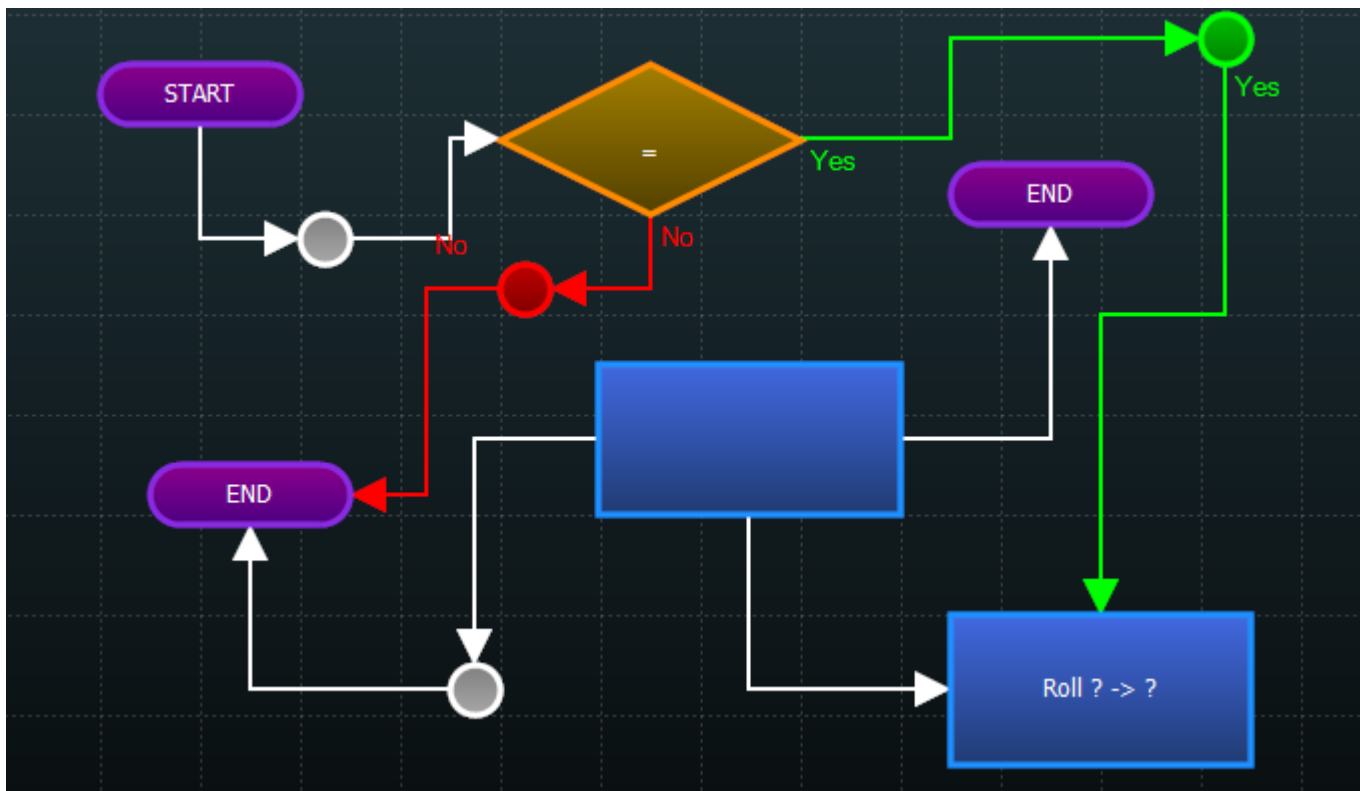 START
=
Yes
Yes
END
No
No
END
Roll ? -> ?